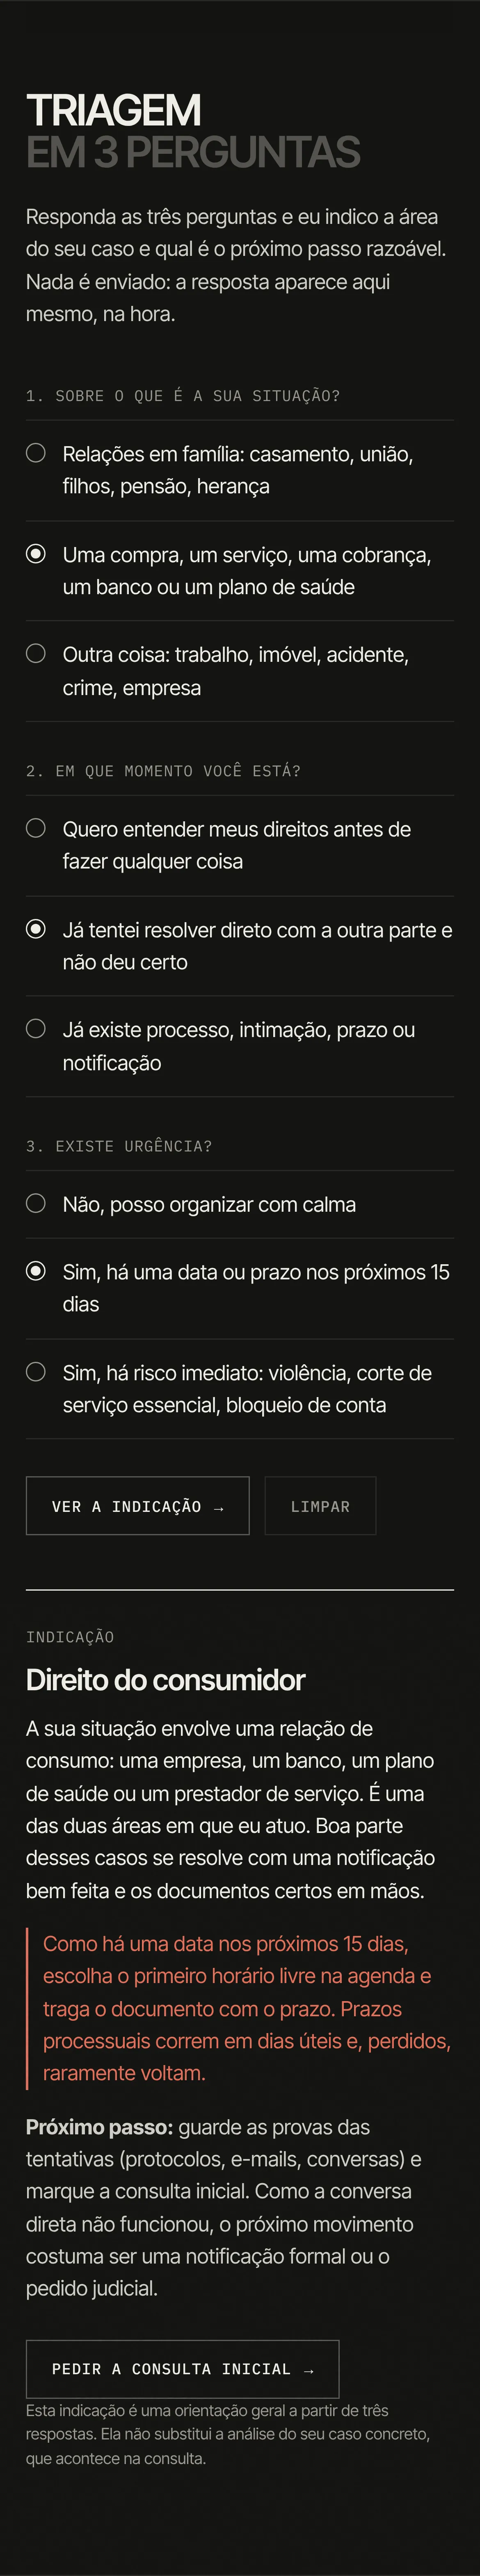 TRIAGEM
EM 3 PERGUNTAS
Responda as três perguntas e eu indico a área
do seu caso e qual é o próximo passo razoável.
Nada é enviado: a resposta aparece aqui
mesmo, na hora.
1. SOBRE O QUE É A SUA SITUAÇÃO?
Relações em família: casamento, união,
filhos, pensão, herança
Uma compra, um serviço, uma cobrança,
um banco ou um plano de saúde
Outra coisa: trabalho, imóvel, acidente,
crime, empresa
2. EM QUE MOMENTO VOCÊ ESTÁ?
Quero entender meus direitos antes de
fazer qualquer coisa
Já tentei resolver direto com a outra parte e
não deu certo
Já existe processo, intimação, prazo ou
notificação
3. EXISTE URGÊNCIA?
Não, posso organizar com calma
Sim, há uma data ou prazo nos próximos 15
dias
Sim, há risco imediato: violência, corte de
serviço essencial, bloqueio de conta
VER A INDICAÇÃO → LIMPAR
INDICAÇÃO
Direito do consumidor
A sua situação envolve uma relação de
consumo: uma empresa, um banco, um plano
de saúde ou um prestador de serviço. É uma
das duas áreas em que eu atuo. Boa parte
desses casos se resolve com uma notificação
bem feita e os documentos certos em mãos.
Como há uma data nos próximos 15 dias,
escolha o primeiro horário livre na agenda e
traga o documento com o prazo. Prazos
processuais correm em dias úteis e, perdidos,
raramente voltam.
Próximo passo: guarde as provas das
tentativas (protocolos, e-mails, conversas) e
marque a consulta inicial. Como a conversa
direta não funcionou, o próximo movimento
costuma ser uma notificação formal ou o
pedido judicial.
PEDIR A CONSULTA INICIAL →
Esta indicação é uma orientação geral a partir de três
respostas. Ela não substitui a análise do seu caso concreto,
que acontece na consulta.